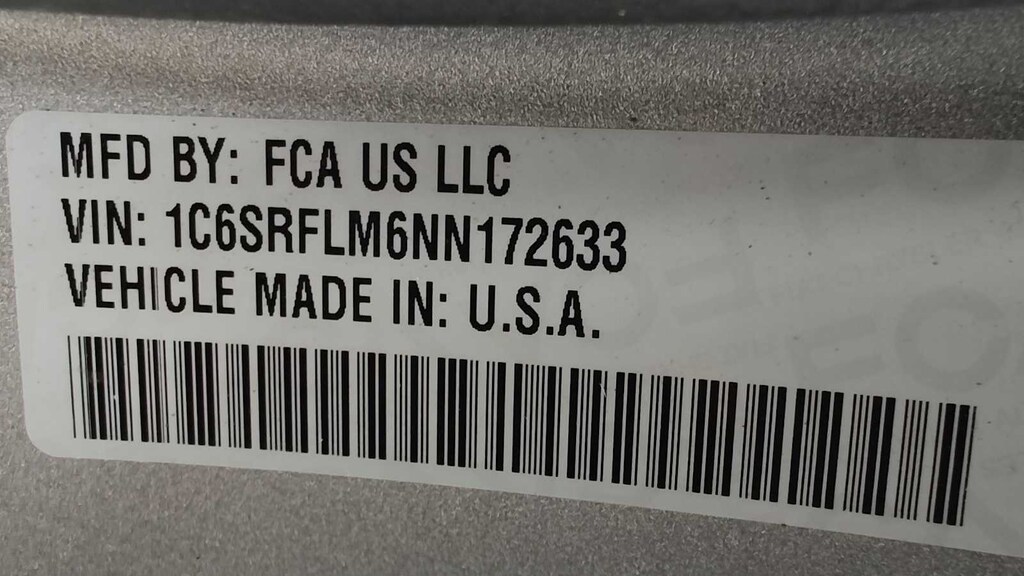 MFD BY: FCA US LLC
VIN: 1C6SRFLM6NN172633
VEHICLE MADE IN: U.S.A.